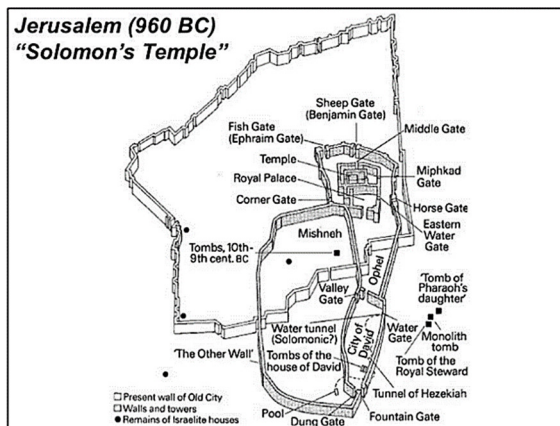 Jerusalem (960 BC)
“Solomon’s Temple”
Sheep Gate
(Benjamin Gate)
Fish Gate
(Ephraim Gate)
Middle Gate
Temple
Miphkad
Gate
Royal Palace
Corner Gate
Horse Gate
Eastern
Water
Gate
Mishneh
Tombs, 10th-
9th cent. BC
Ophel
Valley
Gate
'Tomb of
Pharaoh's
daughter'
Water tunnel
(Solomonic?)
Water
Gate
Monolith
tomb
City of
David
'The Other Wall'
Tombs of the
house of David
Tomb of
the Royal
Steward
Tunnel of Hezekiah
Pool
Dung Gate
Fountain Gate
Present wall of Old City
Walls and towers
Remains of Israelite houses